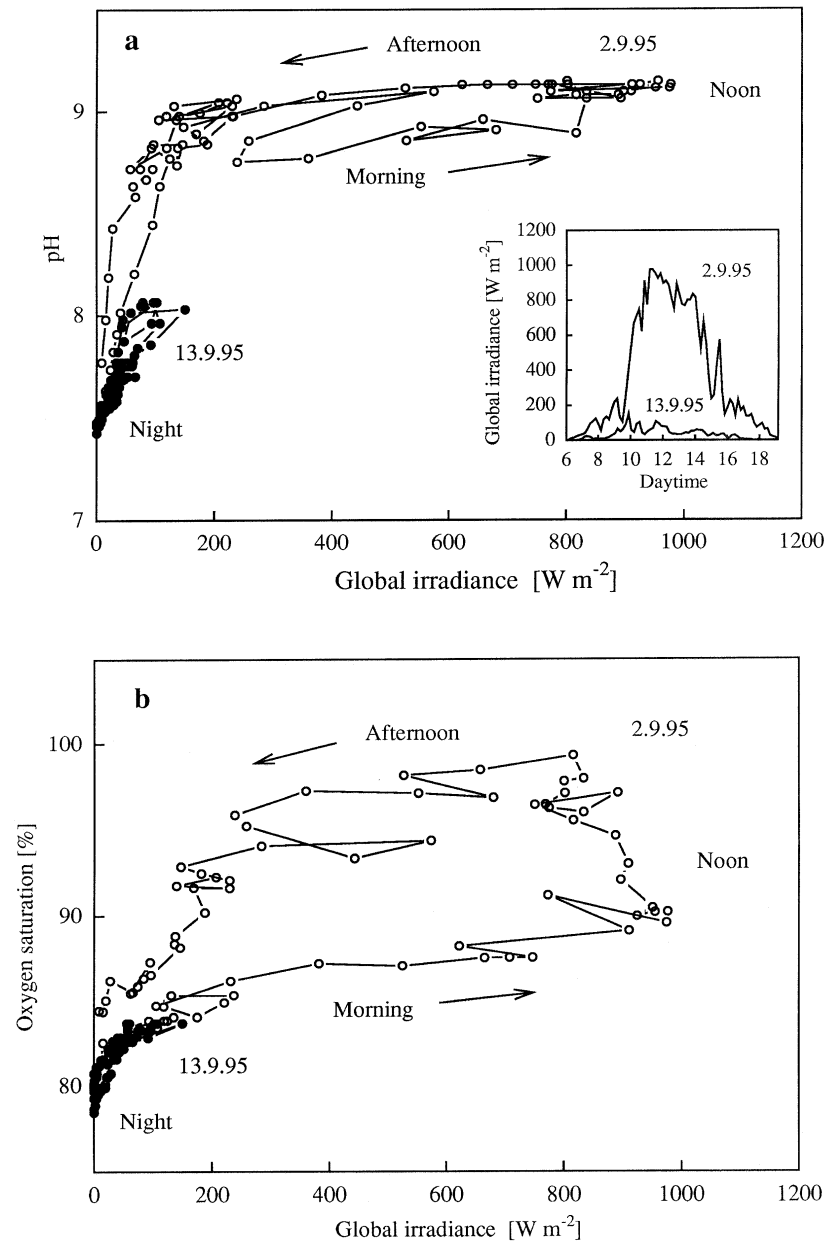 a
Afternoon
2.9.95
9
Noon
Morning
pH
1200
1000
2.9.95
800
600
400
200
13.9.95
0
6 8 10 12 14 16 18
Daytime
Global irradiance [W m-2]
8
13.9.95
Night
7
0 200 400 600 800 1000 1200
Global irradiance [W m-2]
b
Afternoon
2.9.95
100
Noon
Oxygen saturation [%]
90
Morning
13.9.95
80
Night
0 200 400 600 800 1000 1200
Global irradiance [W m-2]